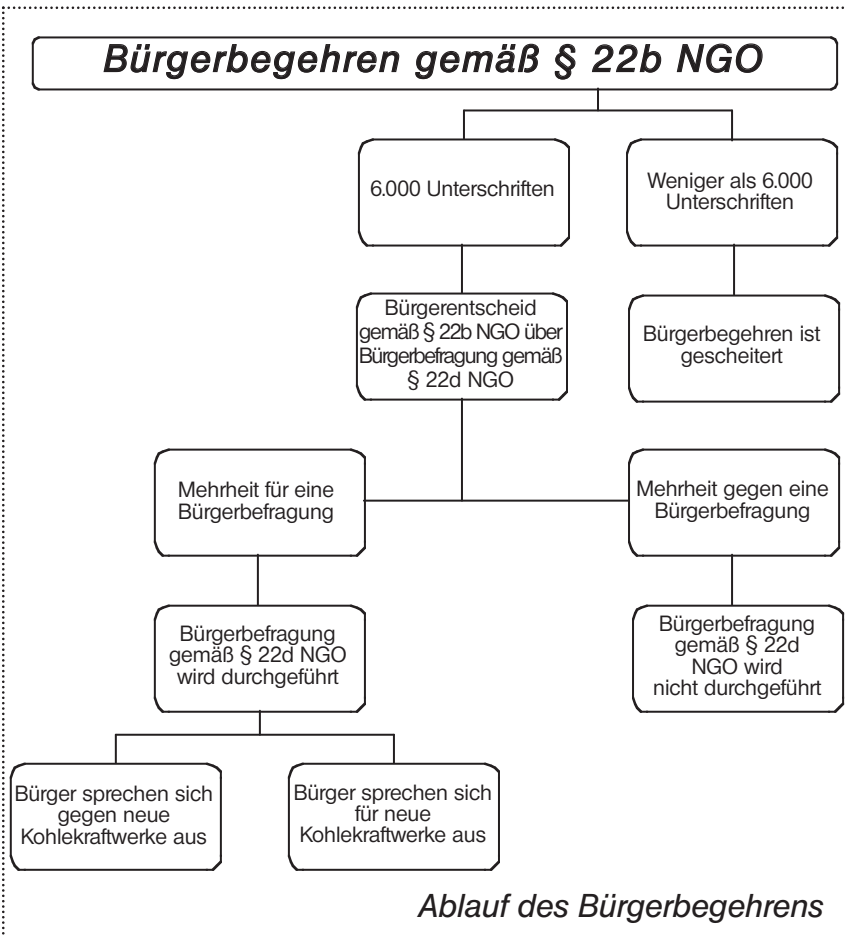 Bürgerbegehren gemäß § 22b NGO
6.000 Unterschriften
Weniger als 6.000
Unterschriften
Bürgerentscheid
gemäß § 22b NGO über
Bürgerbefragung gemäß
§ 22d NGO
Bürgerbegehren ist
gescheitert
Mehrheit für eine
Bürgerbefragung
Mehrheit gegen eine
Bürgerbefragung
Bürgerbefragung
gemäß § 22d NGO
wird durchgeführt
Bürgerbefragung
gemäß § 22d
NGO wird
nicht durchgeführt
Bürger sprechen sich
gegen neue
Kohlekraftwerke aus
Bürger sprechen sich
für neue
Kohlekraftwerke aus
Ablauf des Bürgerbegehrens